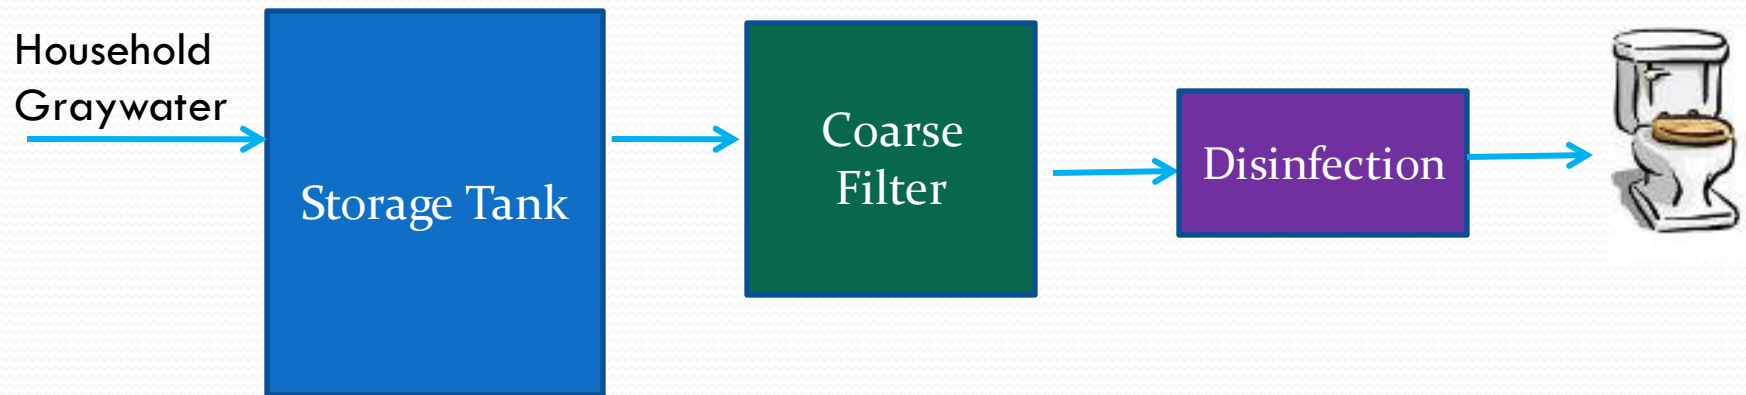 Household
Graywater
Storage Tank
Coarse
Filter
Disinfection